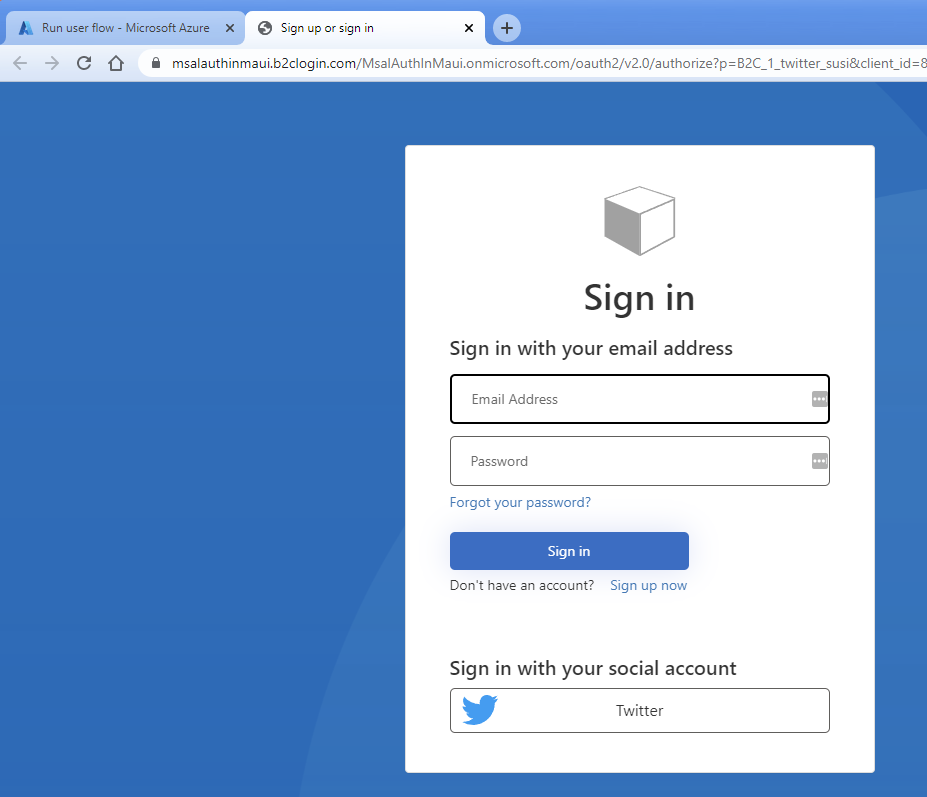 Run user flow - Microsoft Azure
Sign up or sign in
msalauthinmaui.b2clogin.com/MsalAuthInMaui.onmicrosoft.com/oauth2/v2.0/authorize?p=B2C_1_twitter_susi&client_id=8
Sign in
Sign in with your email address
Email Address
Password
Forgot your password?
Sign in
Don't have an account? Sign up now
Sign in with your social account
Twitter